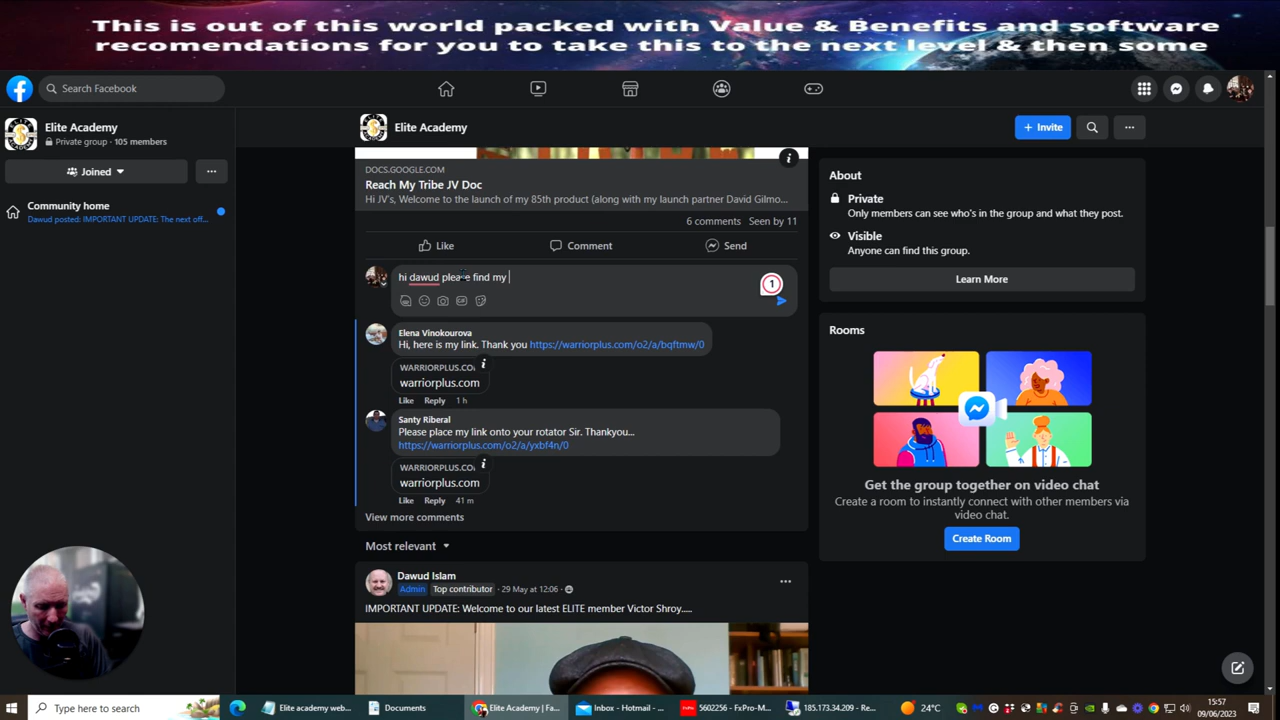 This is out of this world packed with Value & Benefits and software
recomendations for you to take this to the next level & then some
Search Facebook
Elite Academy
Private group · 105 members
Joined
Community home
Dawud posted: IMPORTANT UPDATE: The next off...
Elite Academy
+ Invite
DOCS.GOOGLE.COM
Reach My Tribe JV Doc
Hi JV's, Welcome to the launch of my 85th product (along with my launch partner David Gilmo...
6 comments Seen by 11
Like
Comment
Send
hi dawud please find my
1
GIF
Elena Vinokourova
Hi, here is my link. Thank you https://warriorplus.com/o2/a/bqftmw/0
WARRIORPLUS.CO
warriorplus.com
Like Reply 1 h
Santy Riberal
Please place my link onto your rotator Sir. Thankyou...
https://warriorplus.com/o2/a/yxbf4n/0
WARRIORPLUS.CO
warriorplus.com
Like Reply 41 m
View more comments
Most relevant
Dawud Islam
Admin Top contributor · 29 May at 12:06 ·
IMPORTANT UPDATE: Welcome to our latest ELITE member Victor Shroy.....
About
Private
Only members can see who's in the group and what they post.
Visible
Anyone can find this group.
Learn More
Rooms
Get the group together on video chat
Create a room to instantly connect with other members via
video chat.
Create Room
Type here to search
Elite academy web...
Documents
Elite Academy | Fa...
Inbox - Hotmail - ...
5602256 - FxPro-M...
185.173.34.209 - Re...
24°C
15:57
09/06/2023